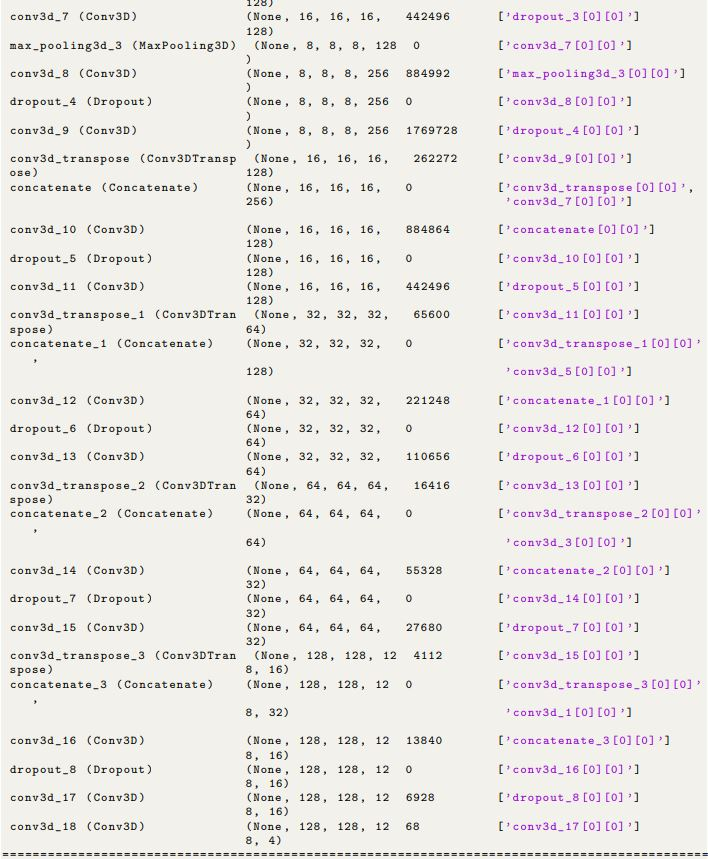 128)
conv3d_7 (Conv3D) (None, 16, 16, 16, 442496 ['dropout_3[0][0]']
128)
max_pooling3d_3 (MaxPooling3D) (None, 8, 8, 8, 128 0 ['conv3d_7[0][0]']
)
conv3d_8 (Conv3D) (None, 8, 8, 8, 256 884992 ['max_pooling3d_3[0][0]']
)
dropout_4 (Dropout) (None, 8, 8, 8, 256 0 ['conv3d_8[0][0]']
)
conv3d_9 (Conv3D) (None, 8, 8, 8, 256 1769728 ['dropout_4[0][0]']
)
conv3d_transpose (Conv3DTransp (None, 16, 16, 16, 262272 ['conv3d_9[0][0]']
ose) 128)
concatenate (Concatenate) (None, 16, 16, 16, 0 ['conv3d_transpose[0][0]',
256) 'conv3d_7[0][0]']
conv3d_10 (Conv3D) (None, 16, 16, 16, 884864 ['concatenate[0][0]']
128)
dropout_5 (Dropout) (None, 16, 16, 16, 0 ['conv3d_10[0][0]']
128)
conv3d_11 (Conv3D) (None, 16, 16, 16, 442496 ['dropout_5[0][0]']
128)
conv3d_transpose_1 (Conv3DTran (None, 32, 32, 32, 65600 ['conv3d_11[0][0]']
spose) 64)
concatenate_1 (Concatenate) (None, 32, 32, 32, 0 ['conv3d_transpose_1[0][0]'
,
128) 'conv3d_5[0][0]']
conv3d_12 (Conv3D) (None, 32, 32, 32, 221248 ['concatenate_1[0][0]']
64)
dropout_6 (Dropout) (None, 32, 32, 32, 0 ['conv3d_12[0][0]']
64)
conv3d_13 (Conv3D) (None, 32, 32, 32, 110656 ['dropout_6[0][0]']
64)
conv3d_transpose_2 (Conv3DTran (None, 64, 64, 64, 16416 ['conv3d_13[0][0]']
spose) 32)
concatenate_2 (Concatenate) (None, 64, 64, 64, 0 ['conv3d_transpose_2[0][0]'
,
64) 'conv3d_3[0][0]']
conv3d_14 (Conv3D) (None, 64, 64, 64, 55328 ['concatenate_2[0][0]']
32)
dropout_7 (Dropout) (None, 64, 64, 64, 0 ['conv3d_14[0][0]']
32)
conv3d_15 (Conv3D) (None, 64, 64, 64, 27680 ['dropout_7[0][0]']
32)
conv3d_transpose_3 (Conv3DTran (None, 128, 128, 12 4112 ['conv3d_15[0][0]']
spose) 8, 16)
concatenate_3 (Concatenate) (None, 128, 128, 12 0 ['conv3d_transpose_3[0][0]'
,
8, 32) 'conv3d_1[0][0]']
conv3d_16 (Conv3D) (None, 128, 128, 12 13840 ['concatenate_3[0][0]']
8, 16)
dropout_8 (Dropout) (None, 128, 128, 12 0 ['conv3d_16[0][0]']
8, 16)
conv3d_17 (Conv3D) (None, 128, 128, 12 6928 ['dropout_8[0][0]']
8, 16)
conv3d_18 (Conv3D) (None, 128, 128, 12 68 ['conv3d_17[0][0]']
8, 4)
==================================================================================================